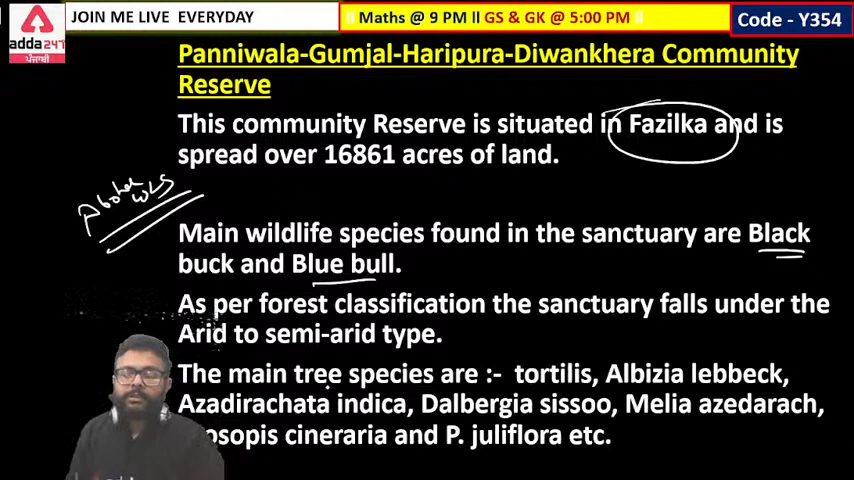 JOIN ME LIVE EVERYDAY
|| Maths @ 9 PM II GS & GK @ 5:00 PM ||
Code - Y354
adda247
ਪੰਜਾਬੀ
Panniwala-Gumjal-Haripura-Diwankhera Community
Reserve
This community Reserve is situated in Fazilka and is
spread over 16861 acres of land.
Abohar
WLS
Main wildlife species found in the sanctuary are Black
buck and Blue bull.
As per forest classification the sanctuary falls under the
Arid to semi-arid type.
The main tree species are :- tortilis, Albizia lebbeck,
Azadirachata indica, Dalbergia sissoo, Melia azedarach,
osopis cineraria and P. juliflora etc.